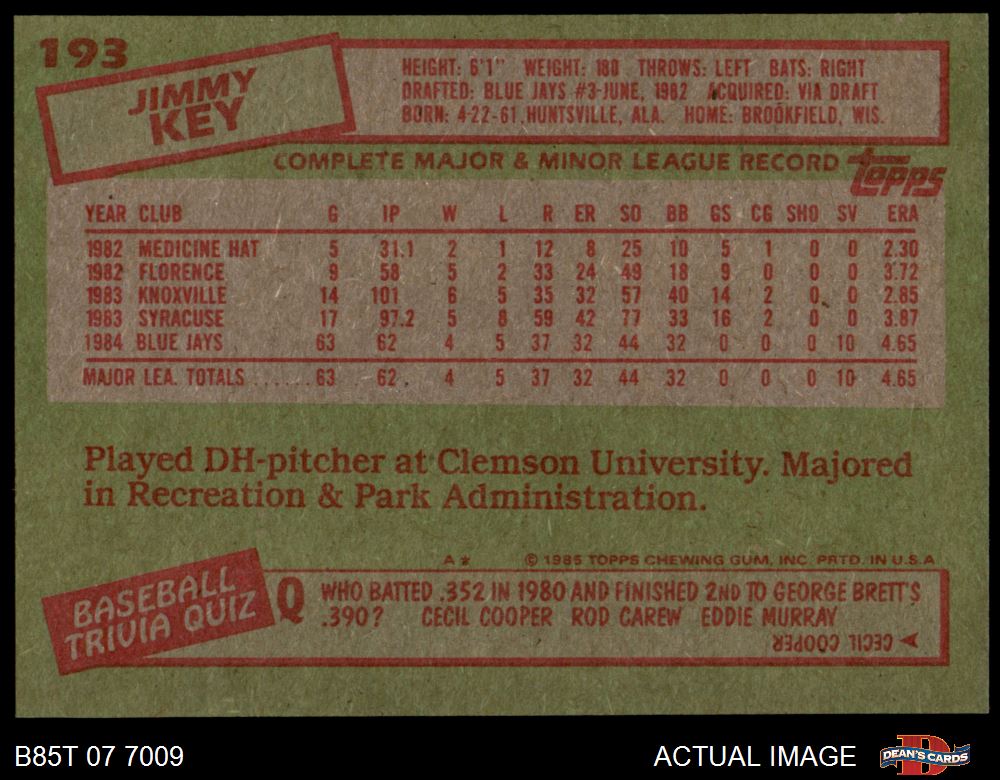 193
JIMMY
KEY
HEIGHT: 6'1" WEIGHT: 180 THROWS: LEFT BATS: RIGHT
DRAFTED: BLUE JAYS #3-JUNE, 1982 ACQUIRED: VIA DRAFT
BORN: 4-22-61, HUNTSVILLE, ALA. HOME: BROOKFIELD, WIS.
COMPLETE MAJOR & MINOR LEAGUE RECORD topps
YEAR CLUB G IP W L R ER SO BB GS CG SHO SV ERA
1982 MEDICINE HAT 5 31.1 2 1 12 8 25 10 5 1 0 0 2.30
1982 FLORENCE 9 58 5 2 33 24 49 18 9 0 0 0 3.72
1983 KNOXVILLE 14 101 6 5 35 32 57 40 14 2 0 0 2.85
1983 SYRACUSE 17 97.2 5 8 59 42 77 33 16 2 0 0 3.87
1984 BLUE JAYS 63 62 4 5 37 32 44 32 0 0 0 10 4.65
MAJOR LEA. TOTALS ......63 62 4 5 37 32 44 32 0 0 0 10 4.65
Played DH-pitcher at Clemson University. Majored
in Recreation & Park Administration.
A* © 1985 TOPPS CHEWING GUM, INC. PRTD. IN U.S.A
BASEBALL
TRIVIA QUIZ
Q WHO BATTED .352 IN 1980 AND FINISHED 2ND TO GEORGE BRETT'S
.390? CECIL COOPER ROD CAREW EDDIE MURRAY
CECIL COOPER
B85T 07 7009 ACTUAL IMAGE DEAN'S CARDS